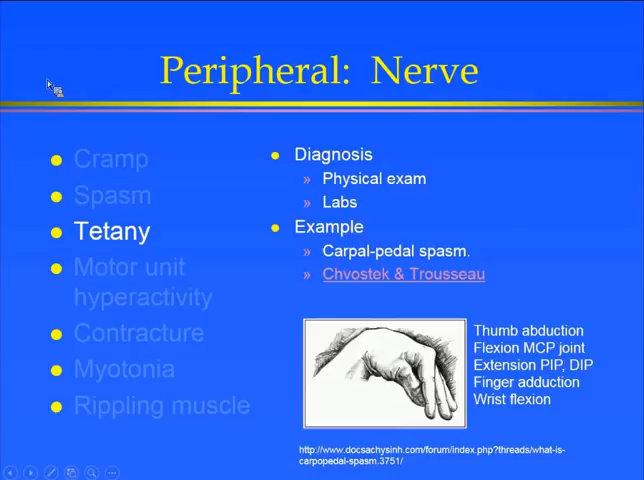 Peripheral: Nerve
Cramp
Spasm
Tetany
Motor unit
hyperactivity
Contracture
Myotonia
Rippling muscle
Diagnosis
» Physical exam
» Labs
Example
» Carpal-pedal spasm.
» Chvostek & Trousseau
Thumb abduction
Flexion MCP joint
Extension PIP, DIP
Finger adduction
Wrist flexion
http://www.docsachysinh.com/forum/index.php?threads/what-is-
carpopedal-spasm.3751/